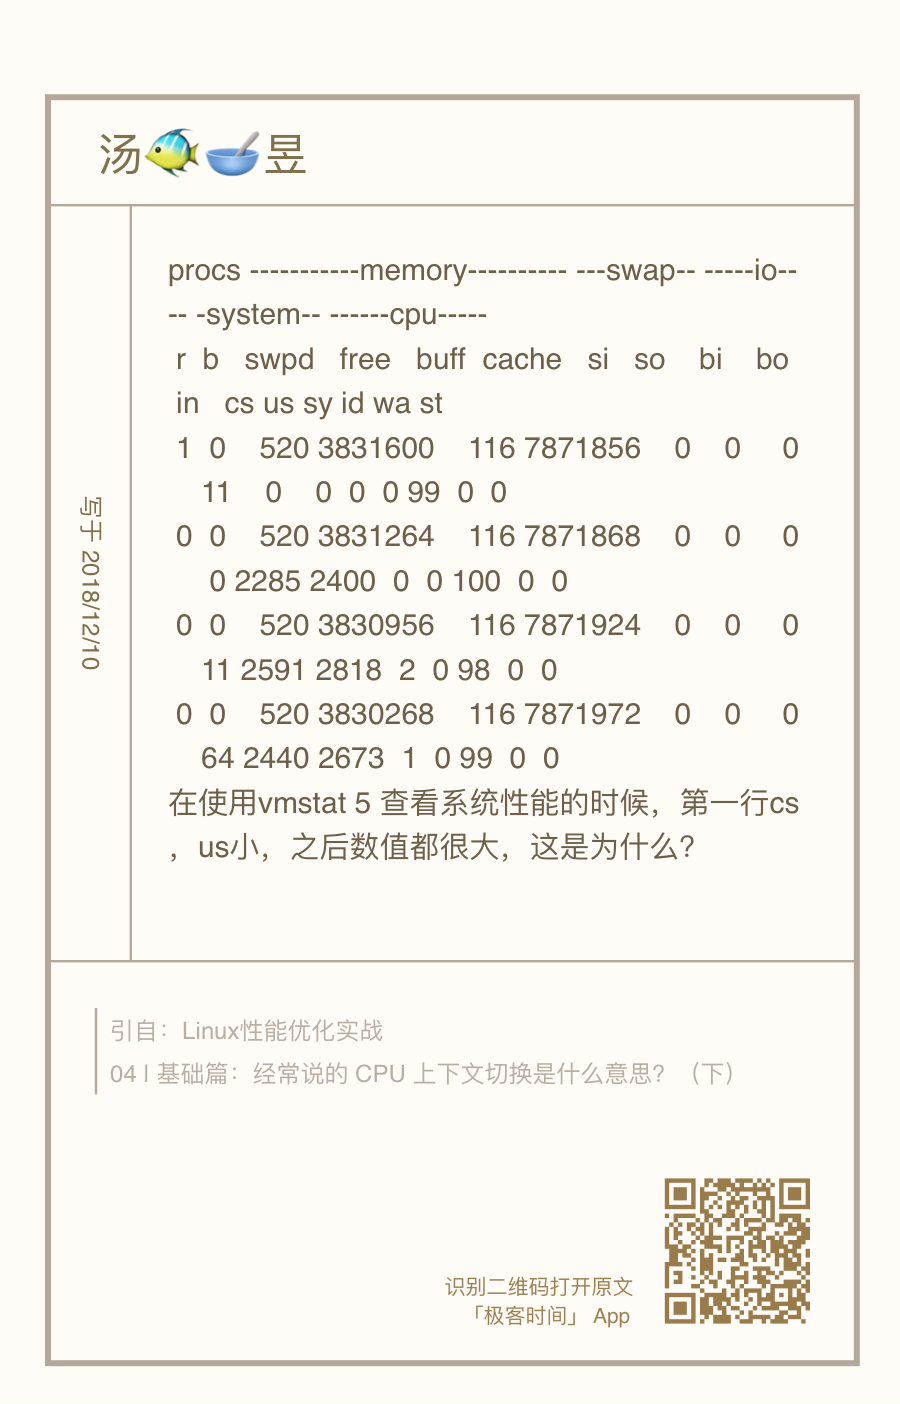 汤🐠🥣昱
procs -----------memory---------- ---swap-- -----io--
-- -system-- ------cpu-----
 r  b   swpd   free   buff  cache   si   so    bi    bo
 in   cs us sy id wa st
 1  0    520 3831600    116 7871856    0    0     0
    11    0    0  0  0 99  0  0
 0  0    520 3831264    116 7871868    0    0     0
     0 2285 2400  0  0 100  0  0
 0  0    520 3830956    116 7871924    0    0     0
    11 2591 2818  2  0 98  0  0
 0  0    520 3830268    116 7871972    0    0     0
    64 2440 2673  1  0 99  0  0
在使用vmstat 5 查看系统性能的时候，第一行cs
，us小，之后数值都很大，这是为什么？
写于 2018/12/10
引自：Linux性能优化实战
04 | 基础篇：经常说的 CPU 上下文切换是什么意思？（下）
识别二维码打开原文
「极客时间」 App